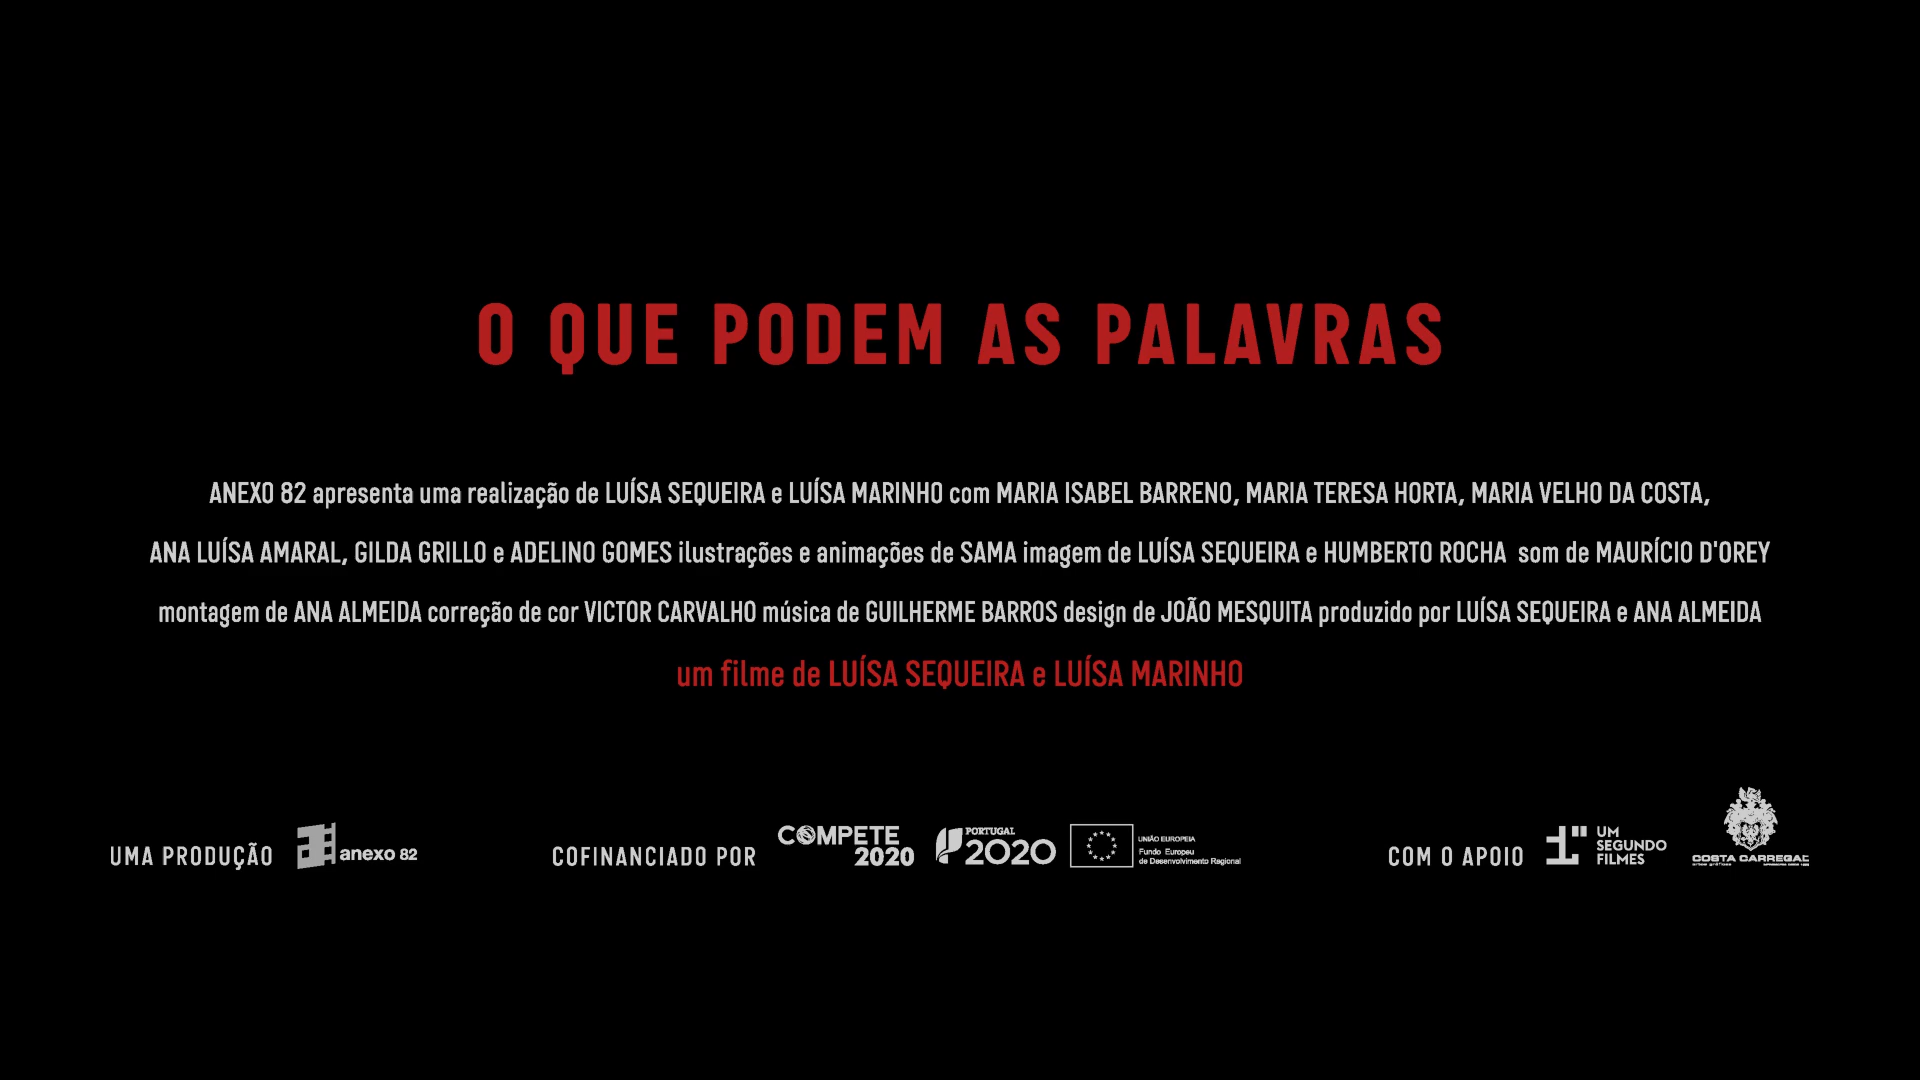 O QUE PODEM AS PALAVRAS
ANEXO 82 apresenta uma realização de LUÍSA SEQUEIRA e LUÍSA MARINHO com MARIA ISABEL BARRENO, MARIA TERESA HORTA, MARIA VELHO DA COSTA,
ANA LUÍSA AMARAL, GILDA GRILLO e ADELINO GOMES ilustrações e animações de SAMA imagem de LUÍSA SEQUEIRA e HUMBERTO ROCHA som de MAURÍCIO D'OREY
montagem de ANA ALMEIDA correção de cor VICTOR CARVALHO música de GUILHERME BARROS design de JOÃO MESQUITA produzido por LUÍSA SEQUEIRA e ANA ALMEIDA
um filme de LUÍSA SEQUEIRA e LUÍSA MARINHO
UMA PRODUÇÃO
anexo 82
COFINANCIADO POR
COMPETE
2020
PORTUGAL
2020
UNIÃO EUROPEIA
Fundo Europeu
de Desenvolvimento Regional
COM O APOIO
UM
SEGUNDO
FILMES
COSTA CARREGAL